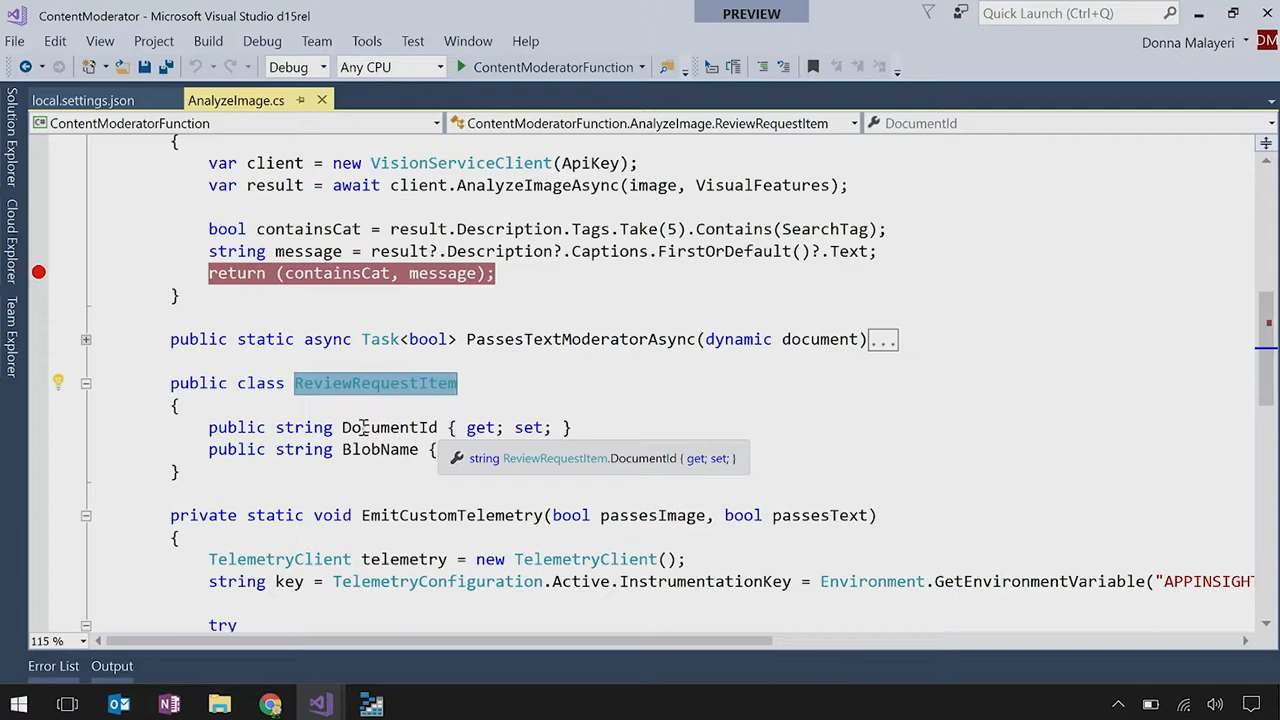 ContentModerator - Microsoft Visual Studio d15rel
PREVIEW
Quick Launch (Ctrl+Q)
File Edit View Project Build Debug Team Tools Test Window Help
Donna Malayeri DM
Debug Any CPU ContentModeratorFunction
local.settings.json AnalyzeImage.cs
ContentModeratorFunction ContentModeratorFunction.AnalyzeImage.ReviewRequestItem DocumentId
Solution Explorer
Cloud Explorer
Team Explorer
{
var client = new VisionServiceClient(ApiKey);
var result = await client.AnalyzeImageAsync(image, VisualFeatures);
bool containsCat = result.Description.Tags.Take(5).Contains(SearchTag);
string message = result?.Description?.Captions.FirstOrDefault()?.Text;
return (containsCat, message);
}
public static async Task<bool> PassesTextModeratorAsync(dynamic document)...
public class ReviewRequestItem
{
public string DocumentId { get; set; }
public string BlobName {
string ReviewRequestItem.DocumentId { get; set; }
}
private static void EmitCustomTelemetry(bool passesImage, bool passesText)
{
TelemetryClient telemetry = new TelemetryClient();
string key = TelemetryConfiguration.Active.InstrumentationKey = Environment.GetEnvironmentVariable("APPINSIGHT
try
115 %
Error List Output